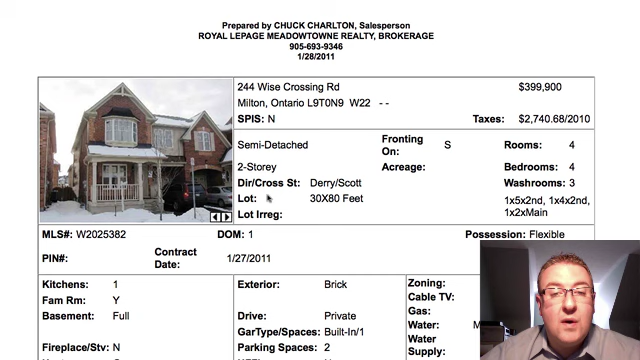 Prepared by CHUCK CHARLTON, Salesperson
ROYAL LEPAGE MEADOWTOWNE REALTY, BROKERAGE
905-693-9346
1/28/2011
244 Wise Crossing Rd $399,900
Milton, Ontario L9T0N9 W22 - -
SPIS: N Taxes: $2,740.68/2010
Semi-Detached Fronting On: S Rooms: 4
2-Storey Acreage: Bedrooms: 4
Dir/Cross St: Derry/Scott Washrooms: 3
Lot: 30X80 Feet 1x5x2nd, 1x4x2nd,
Lot Irreg: 1x2xMain
MLS#: W2025382 DOM: 1 Possession: Flexible
PIN#: Contract Date: 1/27/2011
Kitchens: 1 Exterior: Brick Zoning:
Fam Rm: Y Cable TV:
Basement: Full Drive: Private Gas:
GarType/Spaces: Built-In/1 Water: M
Fireplace/Stv: N Parking Spaces: 2 Water Supply: